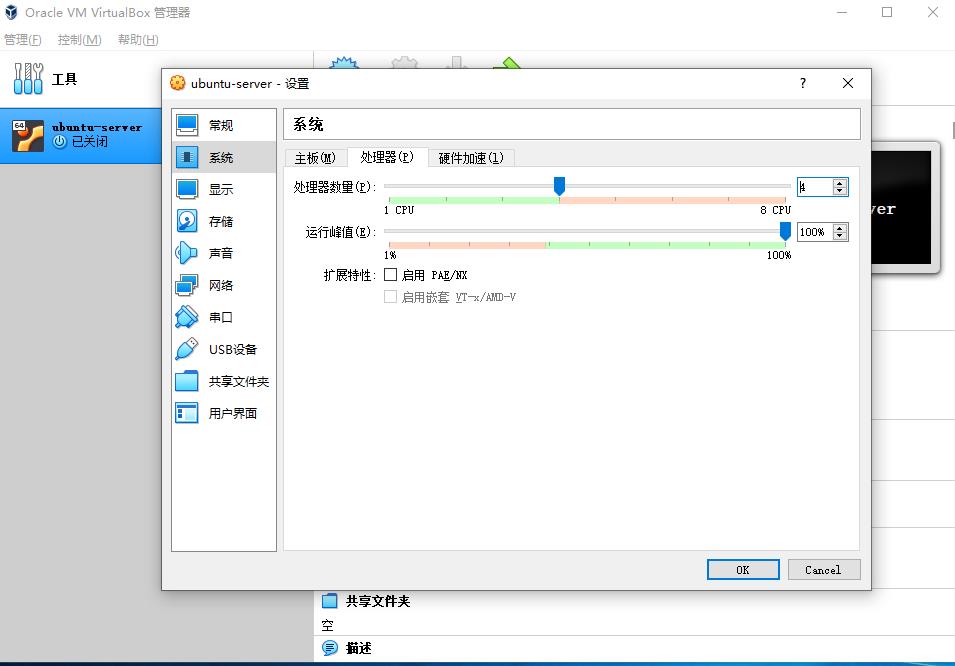 Oracle VM VirtualBox 管理器
管理(F) 控制(M) 帮助(H)
工具
ubuntu-server
已关闭
64
ubuntu-server - 设置
?
常规
系统
显示
存储
声音
网络
串口
USB设备
共享文件夹
用户界面
系统
主板(M) 处理器(P) 硬件加速(l)
处理器数量(P): 4
1 CPU 8 CPU
运行峰值(E): 100%
1% 100%
扩展特性: 启用 PAE/NX
启用嵌套 VT-x/AMD-V
OK Cancel
ver
共享文件夹
空
描述